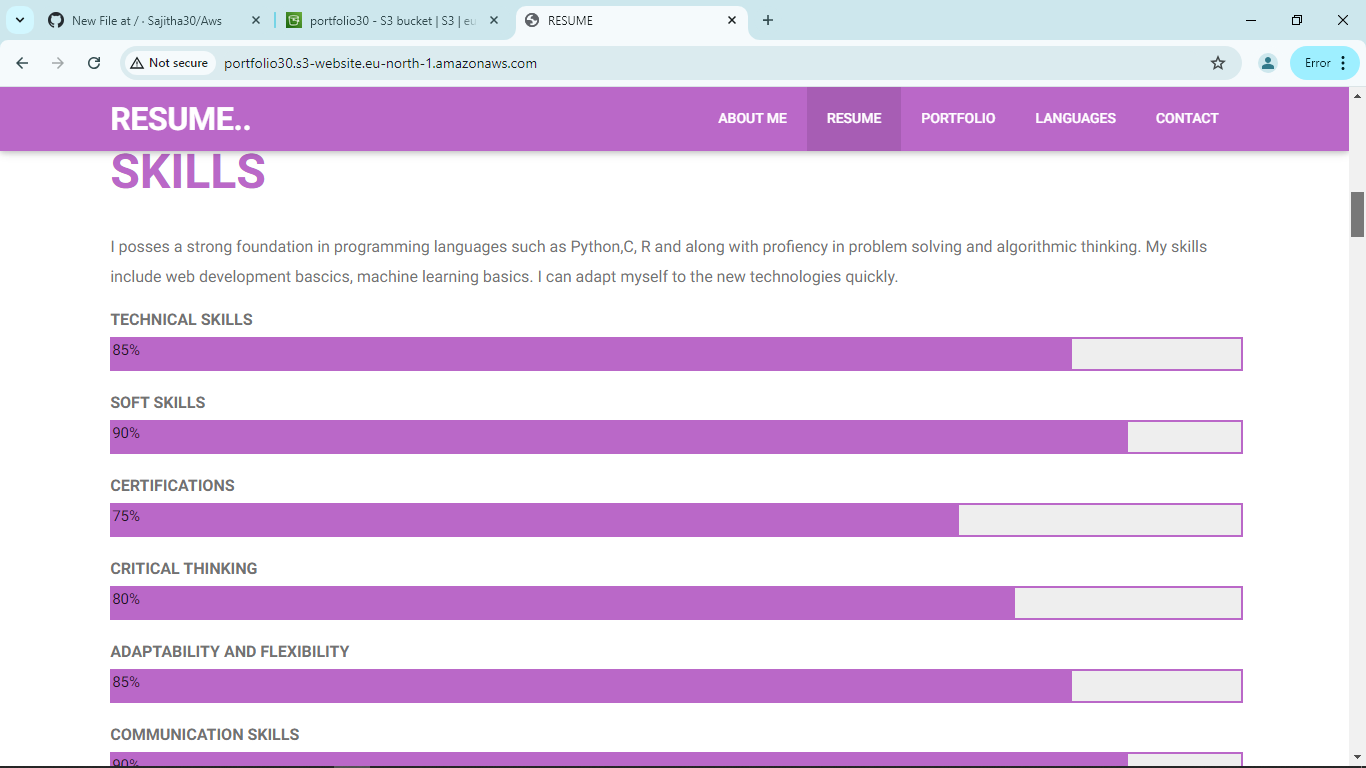 New File at / · Sajitha30/Aws
portfolio30 - S3 bucket | S3 | eu
RESUME
Not secure
portfolio30.s3-website.eu-north-1.amazonaws.com
Error
RESUME..
ABOUT ME
RESUME
PORTFOLIO
LANGUAGES
CONTACT
SKILLS
I posses a strong foundation in programming languages such as Python,C, R and along with profiency in problem solving and algorithmic thinking. My skills
include web development bascics, machine learning basics. I can adapt myself to the new technologies quickly.
TECHNICAL SKILLS
85%
SOFT SKILLS
90%
CERTIFICATIONS
75%
CRITICAL THINKING
80%
ADAPTABILITY AND FLEXIBILITY
85%
COMMUNICATION SKILLS
90%